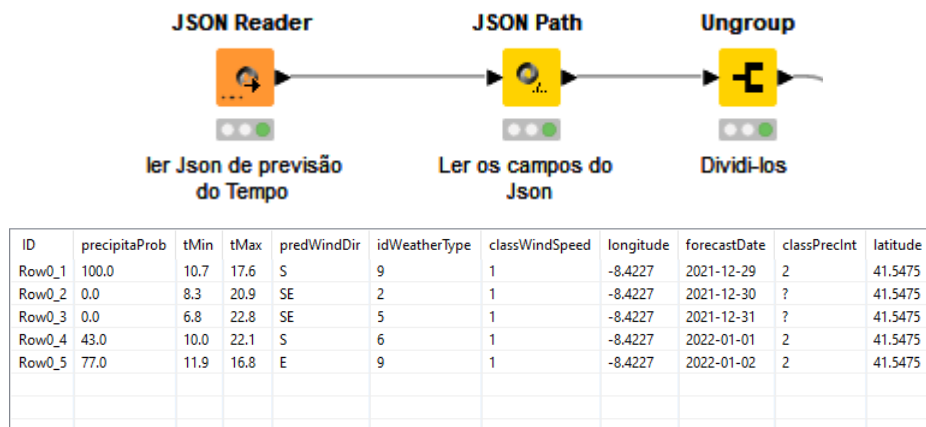 JSON Reader JSON Path Ungroup
ler Json de previsão Ler os campos do Dividi-los
do Tempo Json
ID precipitaProb tMin tMax predWindDir idWeatherType classWindSpeed longitude forecastDate classPrecInt latitude
Row0_1 100.0 10.7 17.6 S 9 1 -8.4227 2021-12-29 2 41.5475
Row0_2 0.0 8.3 20.9 SE 2 1 -8.4227 2021-12-30 ? 41.5475
Row0_3 0.0 6.8 22.8 SE 5 1 -8.4227 2021-12-31 ? 41.5475
Row0_4 43.0 10.0 22.1 S 6 1 -8.4227 2022-01-01 2 41.5475
Row0_5 77.0 11.9 16.8 E 9 1 -8.4227 2022-01-02 2 41.5475